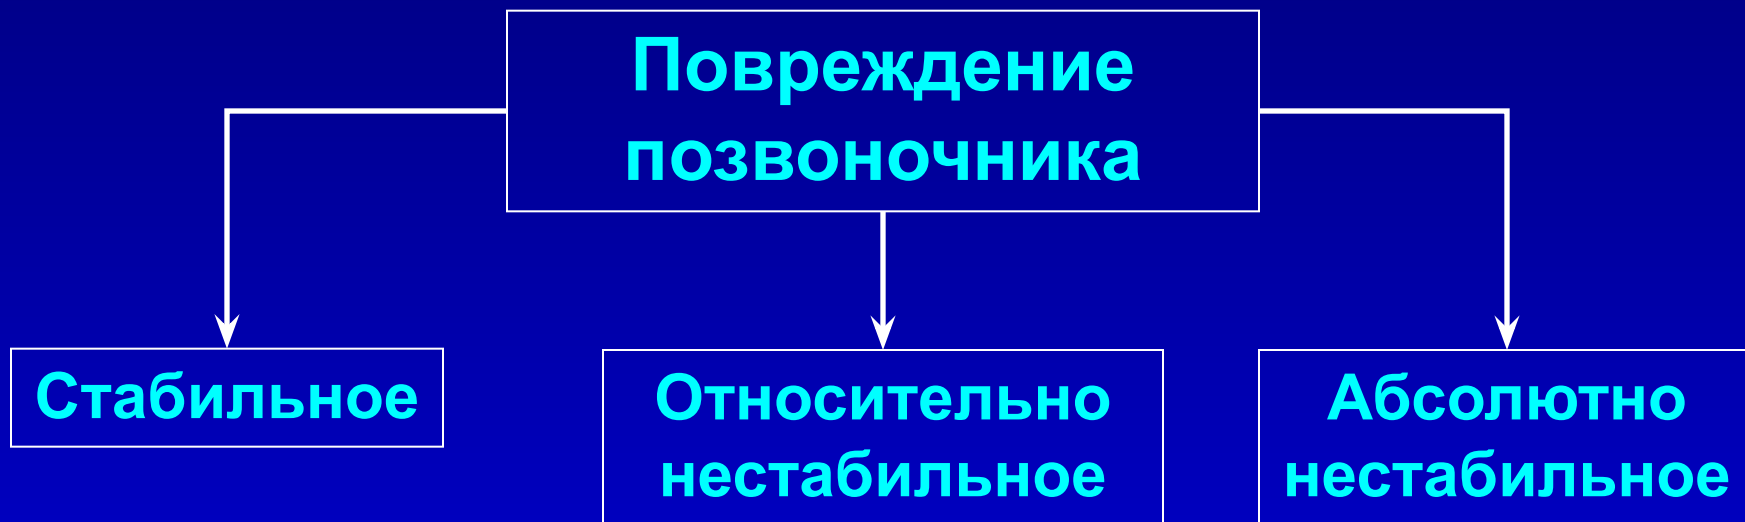 Повреждение
позвоночника
Стабильное
Относительно
нестабильное
Абсолютно
нестабильное